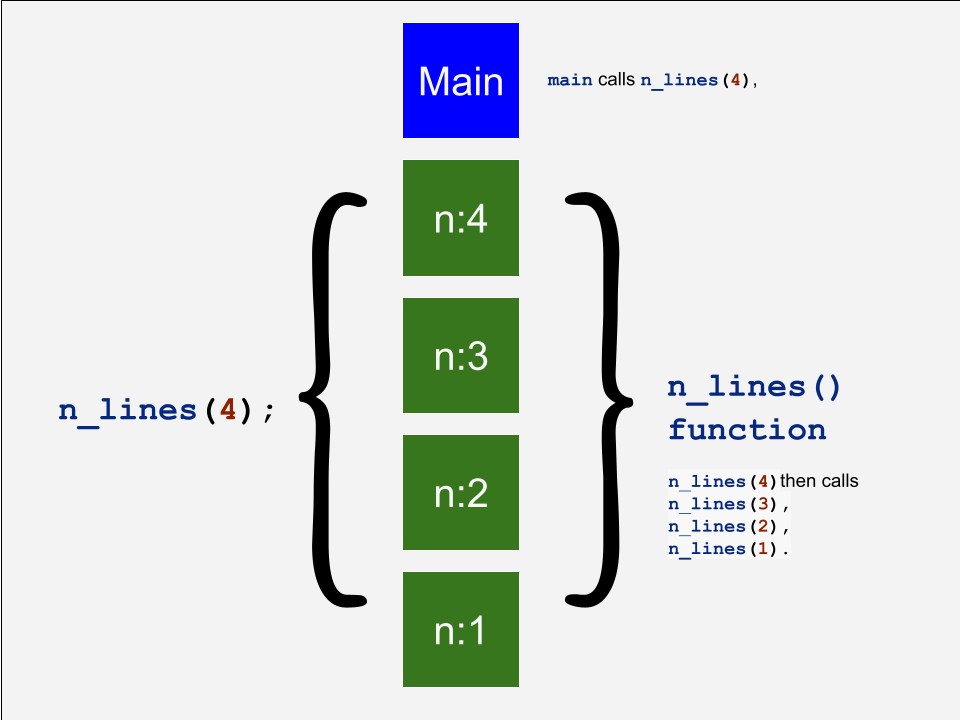 Main
main calls n_lines(4),
n:4
n:3
n_lines(4);
n_lines()
function
n:2
n_lines(4)then calls
n_lines(3),
n_lines(2),
n_lines(1).
n:1